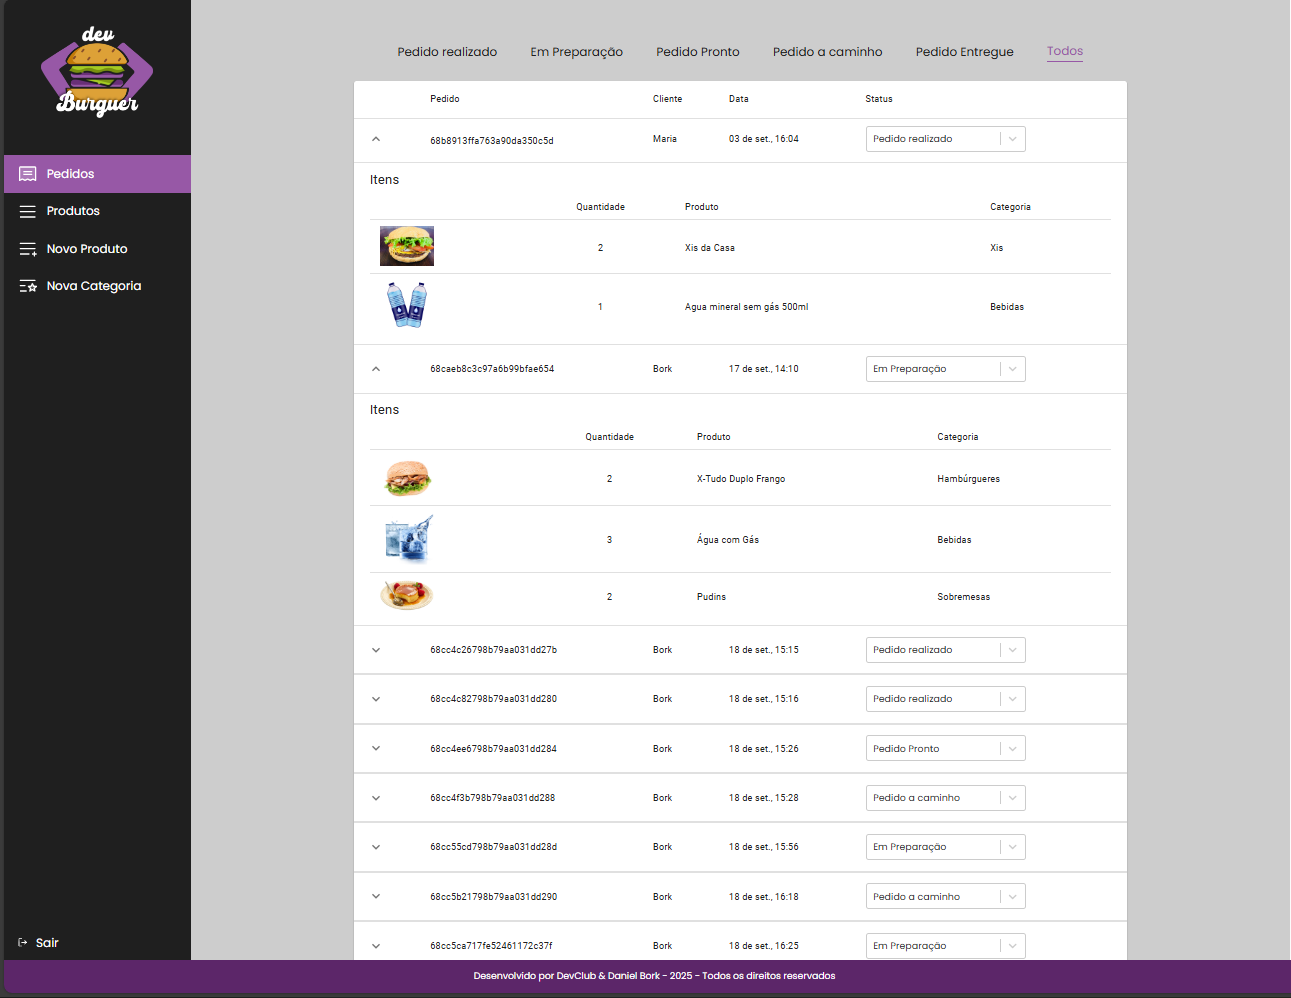 dev
Burguer
Pedidos
Produtos
Novo Produto
Nova Categoria
Sair
Pedido realizado Em Preparação Pedido Pronto Pedido a caminho Pedido Entregue Todos
Pedido Cliente Data Status
68b8913ffa763a90da350c5d Maria 03 de set., 16:04 Pedido realizado
Itens
Quantidade Produto Categoria
2 Xis da Casa Xis
1 Agua mineral sem gás 500ml Bebidas
68caeb8c3c97a6b99bfae654 Bork 17 de set., 14:10 Em Preparação
Itens
Quantidade Produto Categoria
2 X-Tudo Duplo Frango Hambúrgueres
3 Água com Gás Bebidas
2 Pudins Sobremesas
68cc4c26798b79aa031dd27b Bork 18 de set., 15:15 Pedido realizado
68cc4c82798b79aa031dd280 Bork 18 de set., 15:16 Pedido realizado
68cc4ee6798b79aa031dd284 Bork 18 de set., 15:26 Pedido Pronto
68cc4f3b798b79aa031dd288 Bork 18 de set., 15:28 Pedido a caminho
68cc55cd798b79aa031dd28d Bork 18 de set., 15:56 Em Preparação
68cc5b21798b79aa031dd290 Bork 18 de set., 16:18 Pedido a caminho
68cc5ca717fe52461172c37f Bork 18 de set., 16:25 Em Preparação
Desenvolvido por DevClub & Daniel Bork - 2025 - Todos os direitos reservados